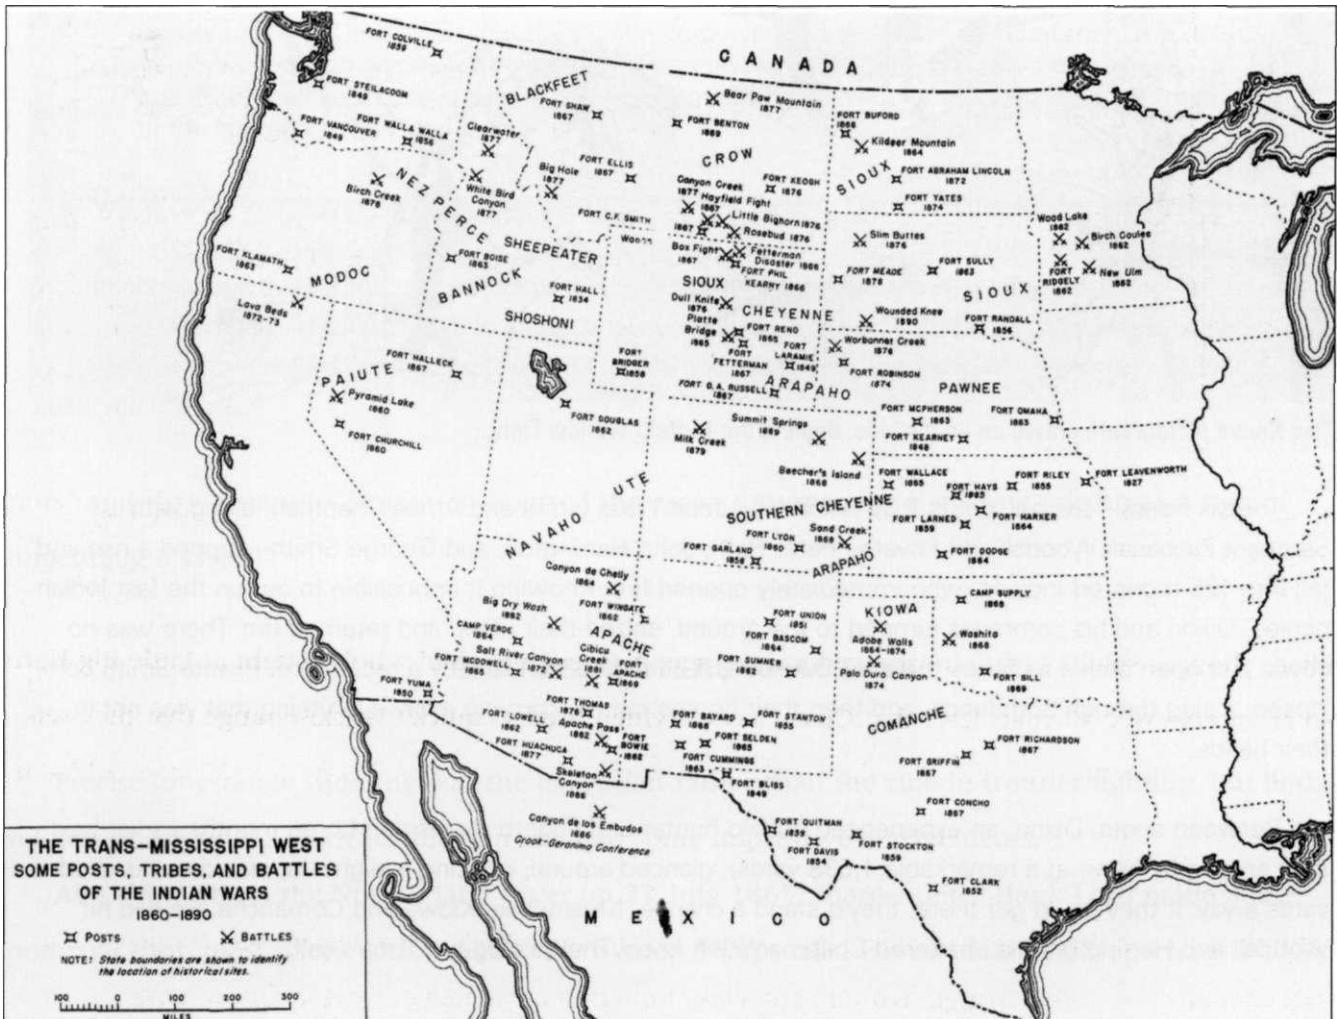 CANADA
FORT COLVILLE
1859
FORT STEILACOOM
1849
FORT VANCOUVER
1849
FORT WALLA WALLA
1856
BLACKFEET
FORT SHAW
1867
Clearwater
1877
Bear Paw Mountain
1877
FORT BENTON
1869
FORT BUFORD
1866
Kildeer Mountain
1864
CROW
SIOUX
FORT ABRAHAM LINCOLN
1872
FORT YATES
1874
FORT ELLIS
1867
Big Hole
1877
White Bird
Canyon
1877
Birch Creek
1878
NEZ PERCE
FORT KEOGH
1876
Canyon Creek
1877
Hayfield Fight
1867
Little Bighorn 1876
Rosebud 1876
FORT C.F. SMITH
1867
Wood Lake
1862
Birch Coulee
1862
FORT
RIDGELY
1862
New Ulm
1862
SHEEPEATER
FORT BOISE
1863
BANNOCK
FORT HALL
1834
SHOSHONI
FORT KLAMATH
1863
MODOC
Lava Beds
1872-73
Box Fight
1867
Fetterman
Disaster 1866
FORT PHIL
KEARNY 1866
SIOUX
Dull Knife
1876
CHEYENNE
Platte
Bridge
1865
FORT RENO
1865
FORT
FETTERMAN
FORT
LARAMIE
1849
Slim Buttes
1876
FORT MEADE
1878
FORT SULLY
1863
SIOUX
Wounded Knee
1890
FORT RANDALL
1856
Warbonnet Creek
1876
FORT ROBINSON
1874
PAWNEE
FORT HALLECK
1867
PAIUTE
Pyramid Lake
1860
FORT CHURCHILL
1860
FORT
BRIDGER
1858
FORT D.A. RUSSELL
1867
ARAPAHO
FORT DOUGLAS
1862
Milk Creek
1879
Summit Springs
1869
Beecher's Island
1868
FORT MCPHERSON
1863
FORT OMAHA
FORT KEARNEY
1848
FORT WALLACE
1865
FORT HAYS
FORT RILEY
1855
FORT LEAVENWORTH
1827
FORT LARNED
1859
FORT HARKER
1864
FORT DODGE
1864
UTE
NAVAHO
SOUTHERN CHEYENNE
Sand Creek
1864
FORT LYON
1860
FT GARLAND
1858
ARAPAHO
Canyon de Chelly
1864
FORT WINGATE
1868
Big Dry Wash
1882
CAMP VERDE
1864
Salt River Canyon
1872
FORT MCDOWELL
1865
APACHE
Cibicu
Creek
1881
FORT
APACHE
1869
FORT YUMA
1850
FORT UNION
1851
FORT BASCOM
1864
FORT SUMNER
1862
KIOWA
Adobe Walls
1864-1874
Palo Duro Canyon
1874
CAMP SUPPLY
1868
Washita
1868
FORT SILL
1869
COMANCHE
FORT THOMAS
1876
FORT LOWELL
1862
Apache Pass
1862
FORT
BOWIE
1862
FORT HUACHUCA
1877
Skeleton
Canyon
1886
Canyon de los Embudos
1886
Crook-Geronimo Conference
FORT BAYARD
1866
FORT STANTON
1855
FORT SELDEN
1865
FORT CUMMINGS
1863
FORT BLISS
1849
FORT QUITMAN
1858
FORT DAVIS
1854
FORT STOCKTON
1859
FORT RICHARDSON
1867
FORT GRIFFIN
1867
FORT CONCHO
1867
FT CLARK
1852
MEXICO
THE TRANS-MISSISSIPPI WEST
SOME POSTS, TRIBES, AND BATTLES
OF THE INDIAN WARS
1860-1890
POSTS BATTLES
NOTE: State boundaries are shown to identify
the location of historical sites.
100 0 100 200 300
MILES